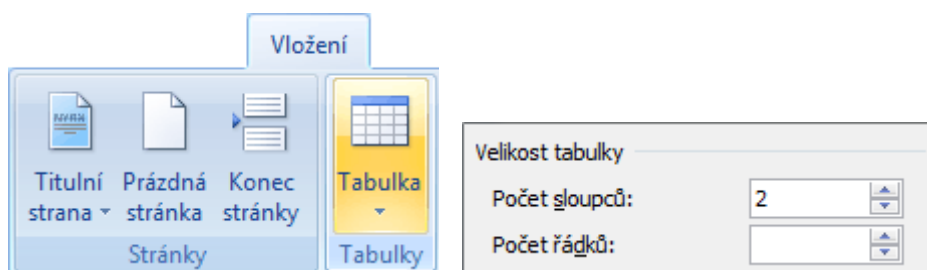 Vložení
Titulní strana
Prázdná stránka
Konec stránky
Stránky
Tabulka
Tabulky
Velikost tabulky
Počet sloupců: 2
Počet řádků: